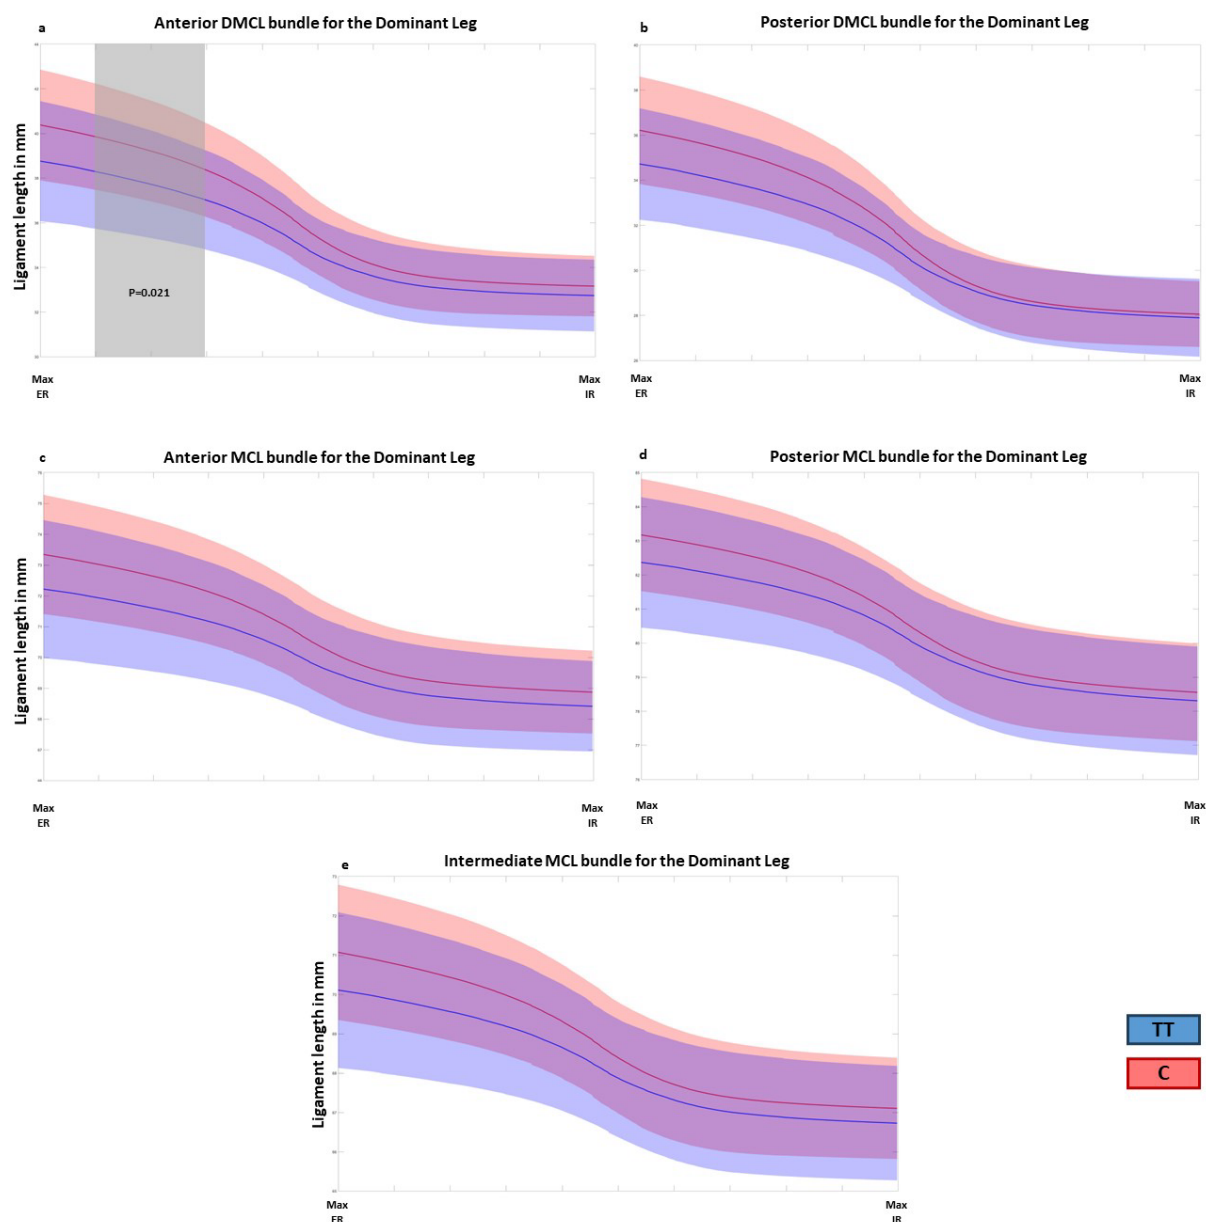 a
Anterior DMCL bundle for the Dominant Leg
b
Posterior DMCL bundle for the Dominant Leg
Ligament length in mm
P=0.021
Max
ER
Max
IR
Max
ER
Max
IR
c
Anterior MCL bundle for the Dominant Leg
d
Posterior MCL bundle for the Dominant Leg
Ligament length in mm
Max
ER
Max
IR
Max
ER
Max
IR
e
Intermediate MCL bundle for the Dominant Leg
Ligament length in mm
TT
C
Max
ER
Max
IR